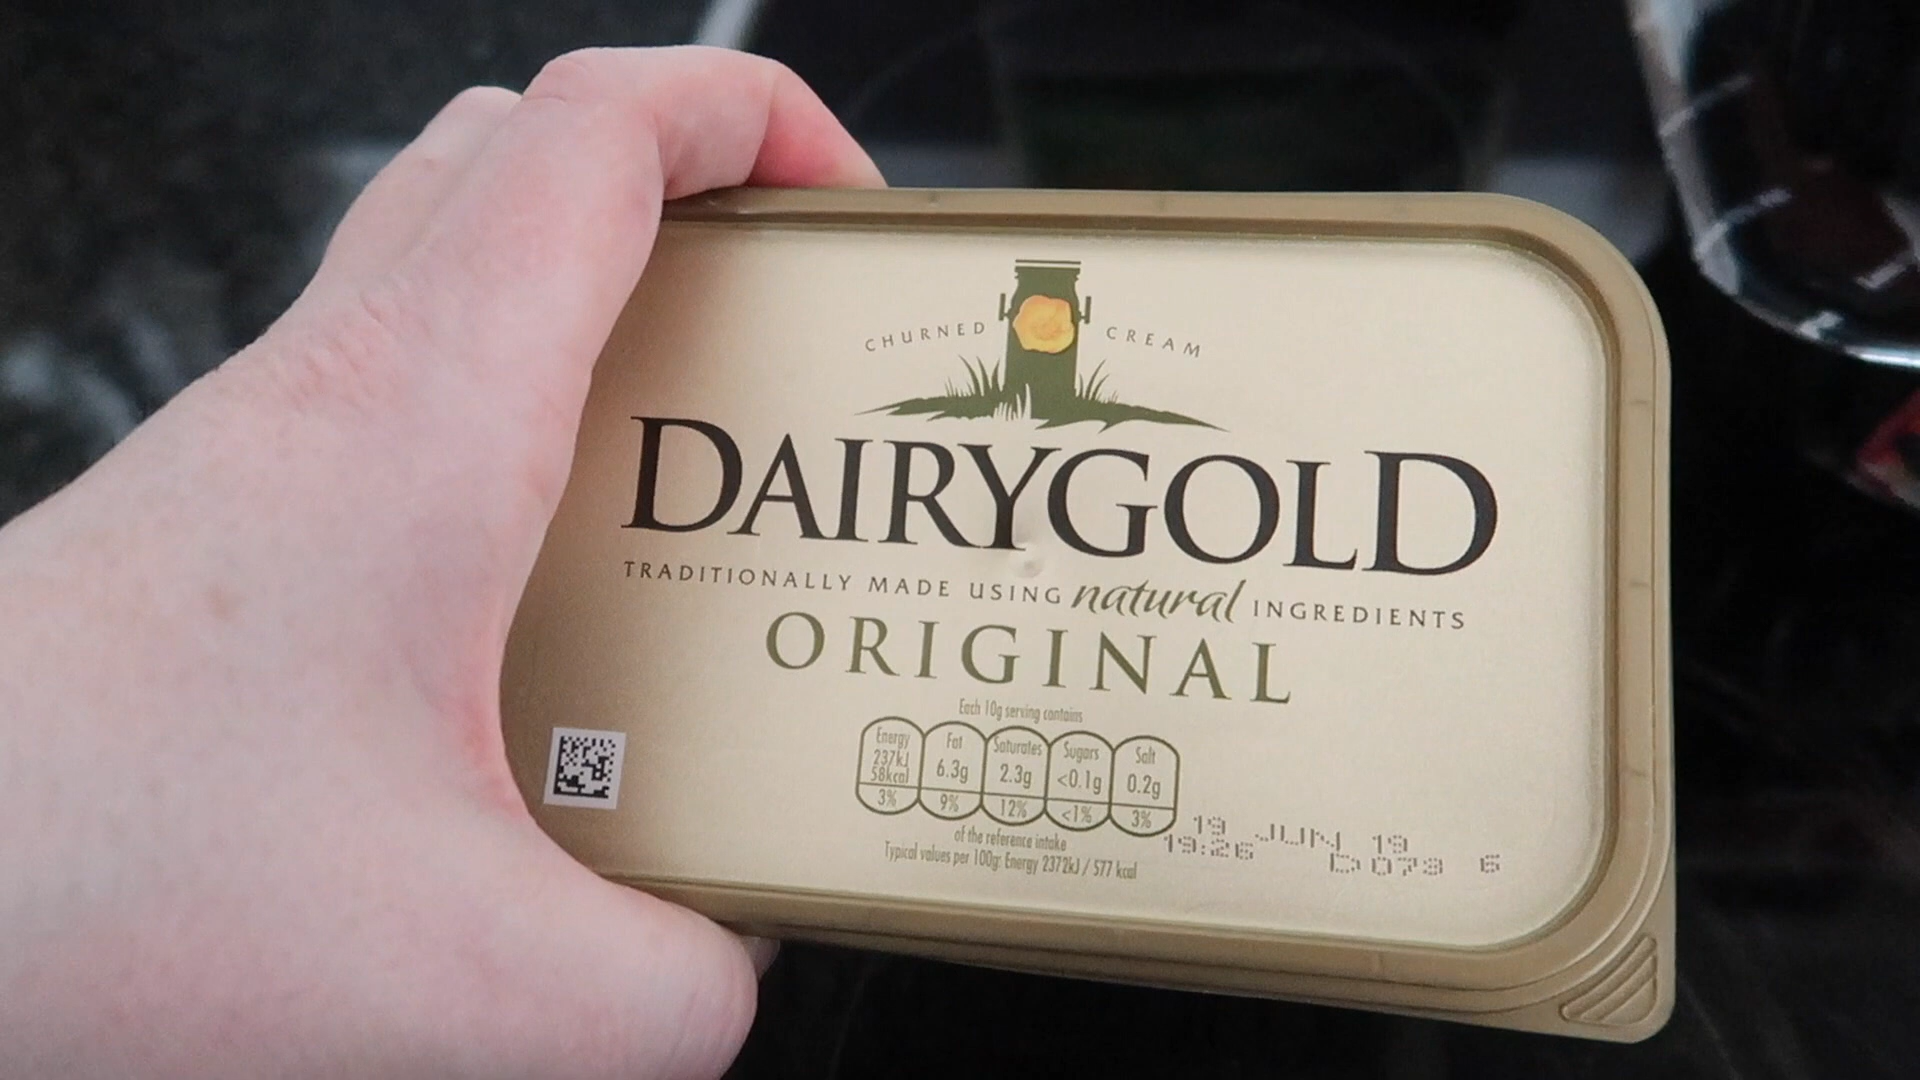 CHURNED CREAM
DAIRYGOLD
TRADITIONALLY MADE USING natural INGREDIENTS
ORIGINAL
Each 10g serving contains
Energy Fat Saturates Sugars Salt
237kJ 58kcal 6.3g 2.3g <0.1g 0.2g
3% 9% 12% <1% 3%
of the reference intake
Typical values per 100g: Energy 2372kJ / 577 kcal
19 JUN 19
19:26 D 073 6